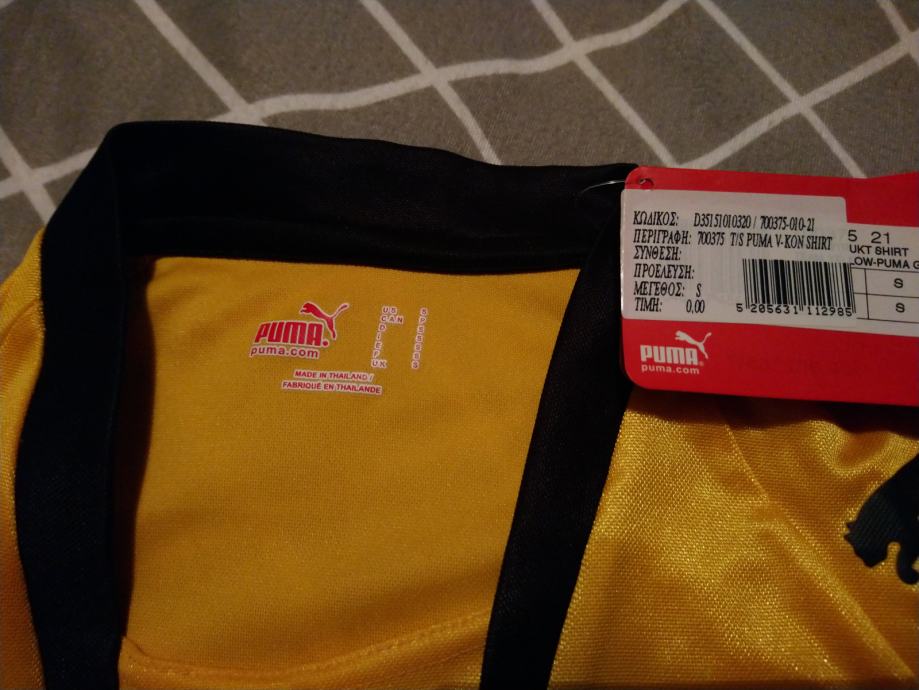 PUMA
puma.com
MADE IN THAILAND /
FABRIQUÉ EN THAILANDE
US S
CAN S
D S
I S
E S
F S
UK S
ΚΩΔΙΚΟΣ: D35151010320 / 700375-010-21
ΠΕΡΙΓΡΑΦΗ: 700375 T/S PUMA V-KON SHIRT
ΣΥΝΘΕΣΗ:
ΠΡΟΕΛΕΥΣΗ:
ΜΕΓΕΘΟΣ: S
ΤΙΜΗ: 0,00
5 205631 112985
5 21
UKT SHIRT
LOW-PUMA
S
S
PUMA
puma.com